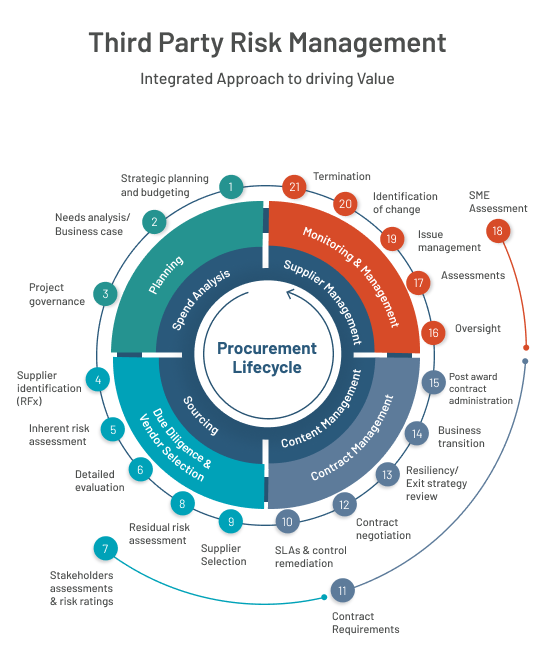 Third Party Risk Management
Integrated Approach to driving Value
1
Strategic planning
and budgeting
2
Needs analysis/
Business case
3
Project
governance
4
Supplier
identification
(RFx)
5
Inherent risk
assessment
6
Detailed
evaluation
7
Stakeholders
assessments
& risk ratings
8
Residual risk
assessment
9
Supplier
Selection
10
SLAs & control
remediation
11
Contract
Requirements
12
Contract
negotiation
13
Resiliency/
Exit strategy
review
14
Business
transition
15
Post award
contract
administration
16
Oversight
17
Assessments
18
SME
Assessment
19
Issue
management
20
Identification
of change
21
Termination
Planning
Monitoring & Management
Due Diligence &
Vendor Selection
Contract Management
Spend Analysis
Supplier Management
Sourcing
Content Management
Procurement
Lifecycle